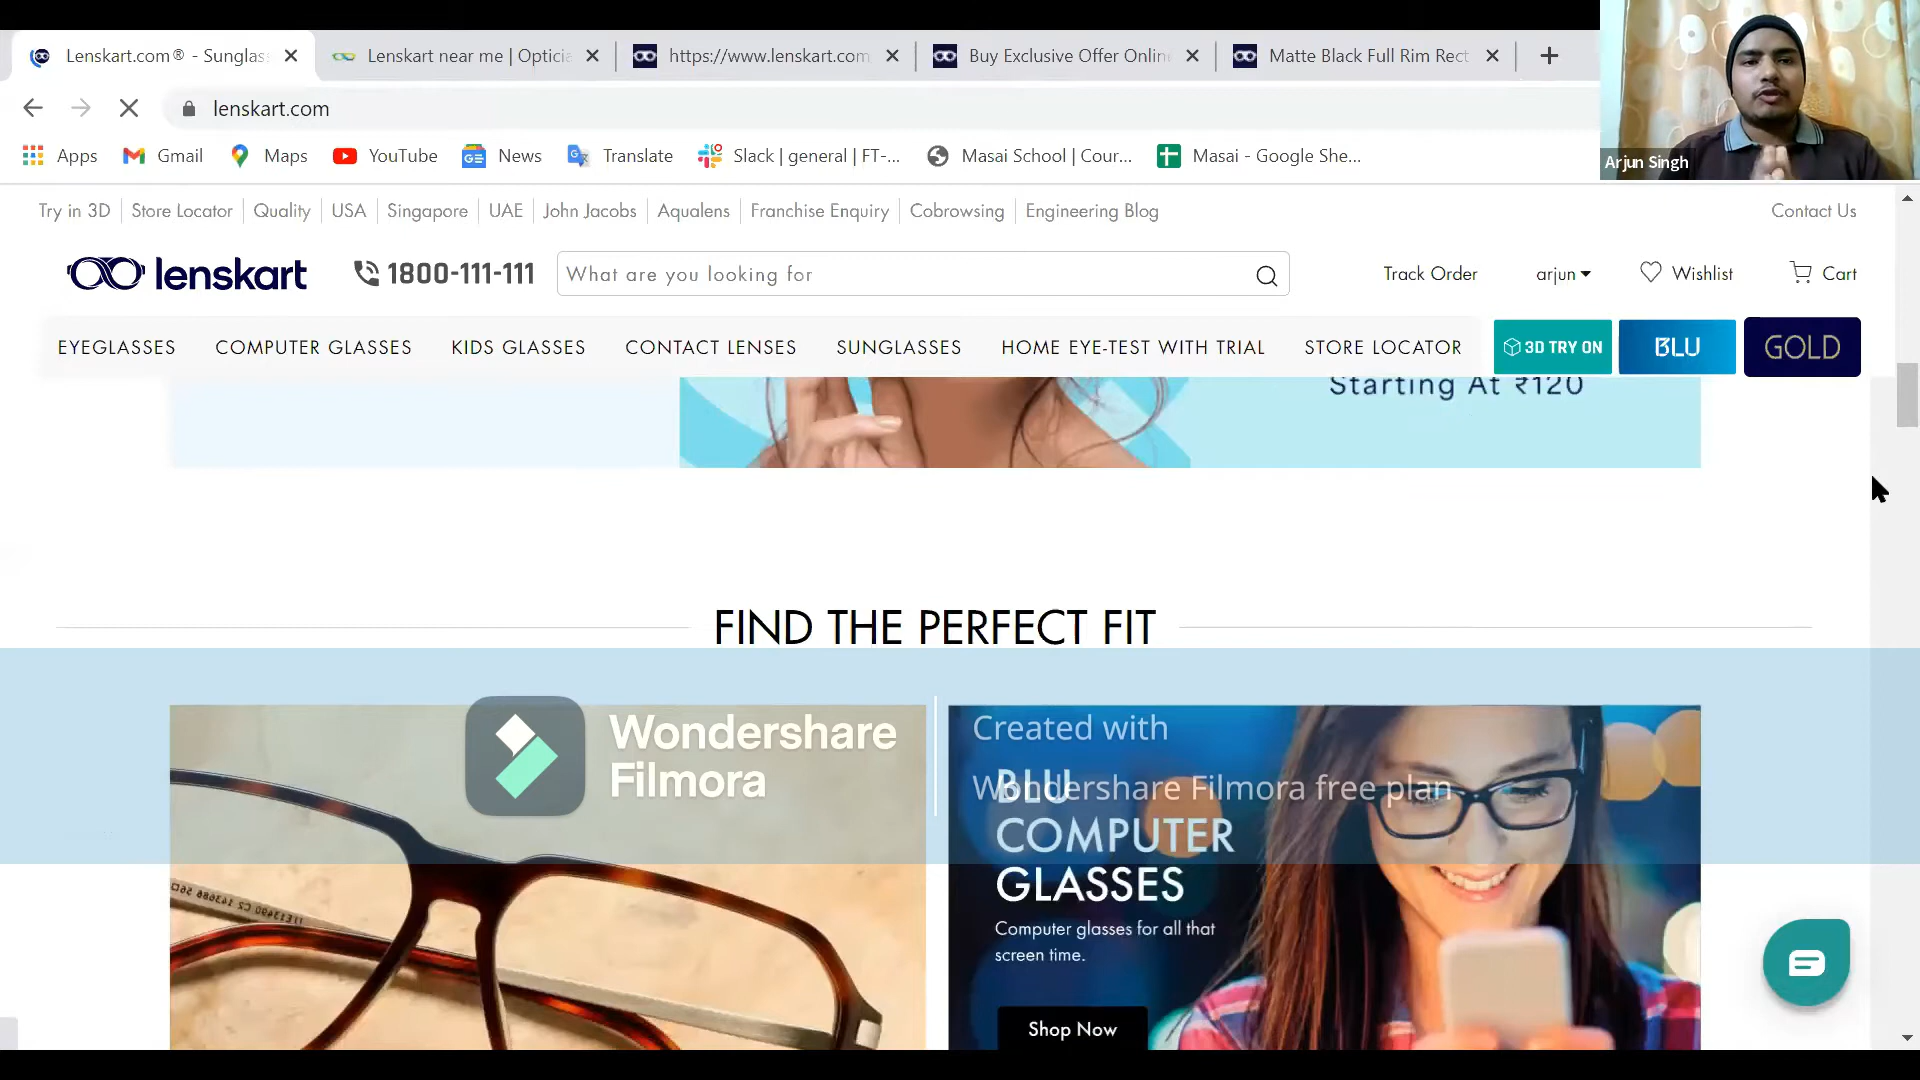 Lenskart.com® - Sunglas
Lenskart near me | Opticia
https://www.lenskart.com
Buy Exclusive Offer Onlin
Matte Black Full Rim Rect
lenskart.com
Apps
Gmail
Maps
YouTube
News
Translate
Slack | general | FT-...
Masai School | Cour...
Masai - Google She...
Arjun Singh
Try in 3D
Store Locator
Quality
USA
Singapore
UAE
John Jacobs
Aqualens
Franchise Enquiry
Cobrowsing
Engineering Blog
Contact Us
lenskart
1800-111-111
What are you looking for
Track Order
arjun
Wishlist
Cart
EYEGLASSES
COMPUTER GLASSES
KIDS GLASSES
CONTACT LENSES
SUNGLASSES
HOME EYE-TEST WITH TRIAL
STORE LOCATOR
3D TRY ON
BLU
GOLD
Starting At ₹120
FIND THE PERFECT FIT
Wondershare
Filmora
Created with
Wondershare Filmora free plan
BLU
COMPUTER
GLASSES
Computer glasses for all that
screen time.
Shop Now